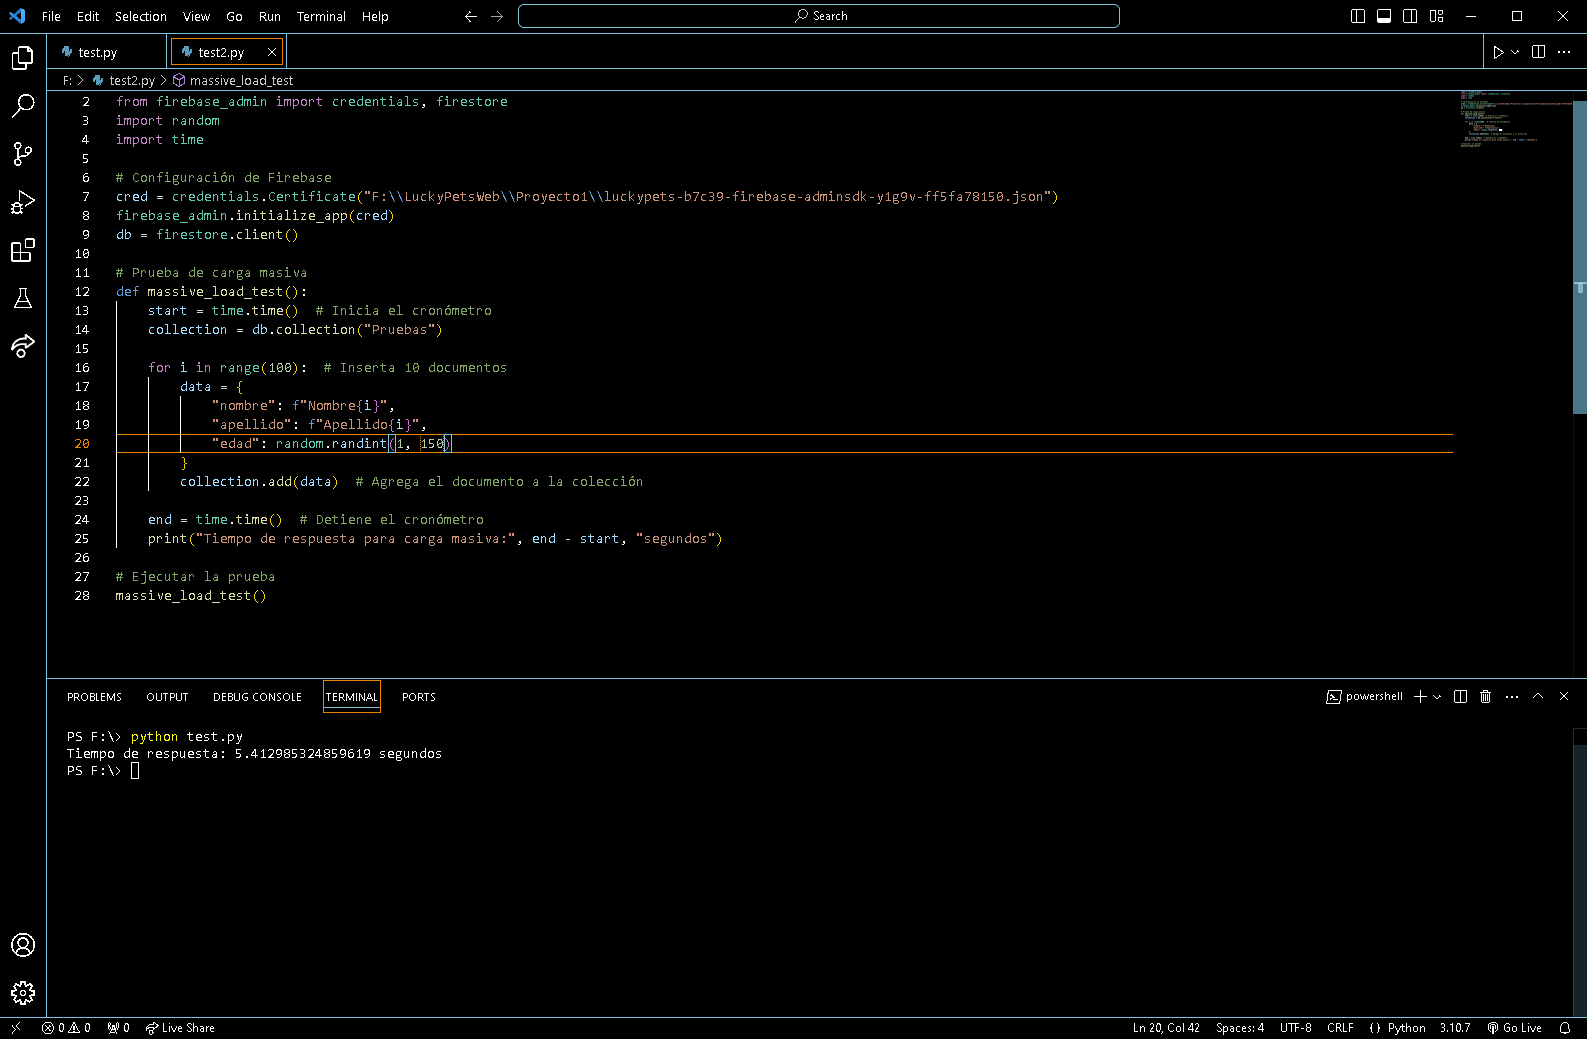 File Edit Selection View Go Run Terminal Help Search
test.py test2.py
F: > test2.py > massive_load_test
2 from firebase_admin import credentials, firestore
3 import random
4 import time
5
6 # Configuración de Firebase
7 cred = credentials.Certificate("F:\\LuckyPetsWeb\\Proyecto1\\luckypets-b7c39-firebase-adminsdk-y1g9v-ff5fa78150.json")
8 firebase_admin.initialize_app(cred)
9 db = firestore.client()
10
11 # Prueba de carga masiva
12 def massive_load_test():
13 start = time.time() # Inicia el cronómetro
14 collection = db.collection("Pruebas")
15
16 for i in range(100): # Inserta 10 documentos
17 data = {
18 "nombre": f"Nombre{i}",
19 "apellido": f"Apellido{i}",
20 "edad": random.randint(1, 150)
21 }
22 collection.add(data) # Agrega el documento a la colección
23
24 end = time.time() # Detiene el cronómetro
25 print("Tiempo de respuesta para carga masiva:", end - start, "segundos")
26
27 # Ejecutar la prueba
28 massive_load_test()
PROBLEMS OUTPUT DEBUG CONSOLE TERMINAL PORTS powershell
PS F:\> python test.py
Tiempo de respuesta: 5.412985324859619 segundos
PS F:\>
0 0 0 Live Share Ln 20, Col 42 Spaces: 4 UTF-8 CRLF {} Python 3.10.7 Go Live